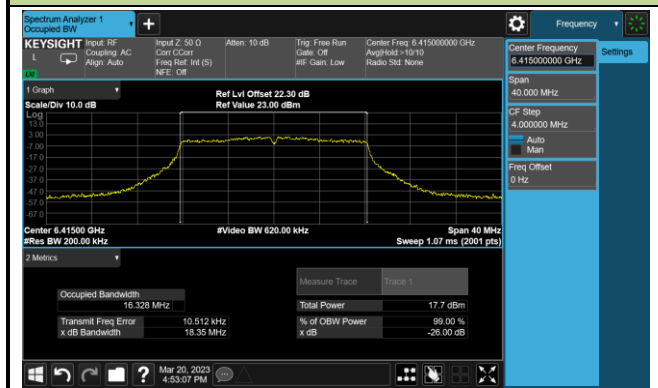 Spectrum Analyzer 1
Occupied BW
Frequency
KEYSIGHT
L
Input: RF
Coupling: AC
Align: Auto
Input Z: 50 Ω
Corr CCorr
Freq Ref: Int (S)
NFE: Off
Atten: 10 dB
Trig: Free Run
Gate: Off
#IF Gain: Low
Center Freq: 6.415000000 GHz
Avg|Hold:>10/10
Radio Std: None
Center Frequency
6.415000000 GHz
Settings
Span
40.000 MHz
CF Step
4.000000 MHz
Auto
Man
Freq Offset
0 Hz
1 Graph
Scale/Div 10.0 dB
Ref Lvl Offset 22.30 dB
Ref Value 23.00 dBm
Log
13.0
3.00
-7.00
-17.0
-27.0
-37.0
-47.0
-57.0
-67.0
Center 6.41500 GHz
#Res BW 200.00 kHz
#Video BW 620.00 kHz
Span 40 MHz
Sweep 1.07 ms (2001 pts)
2 Metrics
Measure Trace
Trace 1
Occupied Bandwidth
16.328 MHz
Total Power
17.7 dBm
Transmit Freq Error
10.512 kHz
% of OBW Power
99.00 %
x dB Bandwidth
18.35 MHz
x dB
-26.00 dB
?
Mar 20, 2023
4:53:07 PM